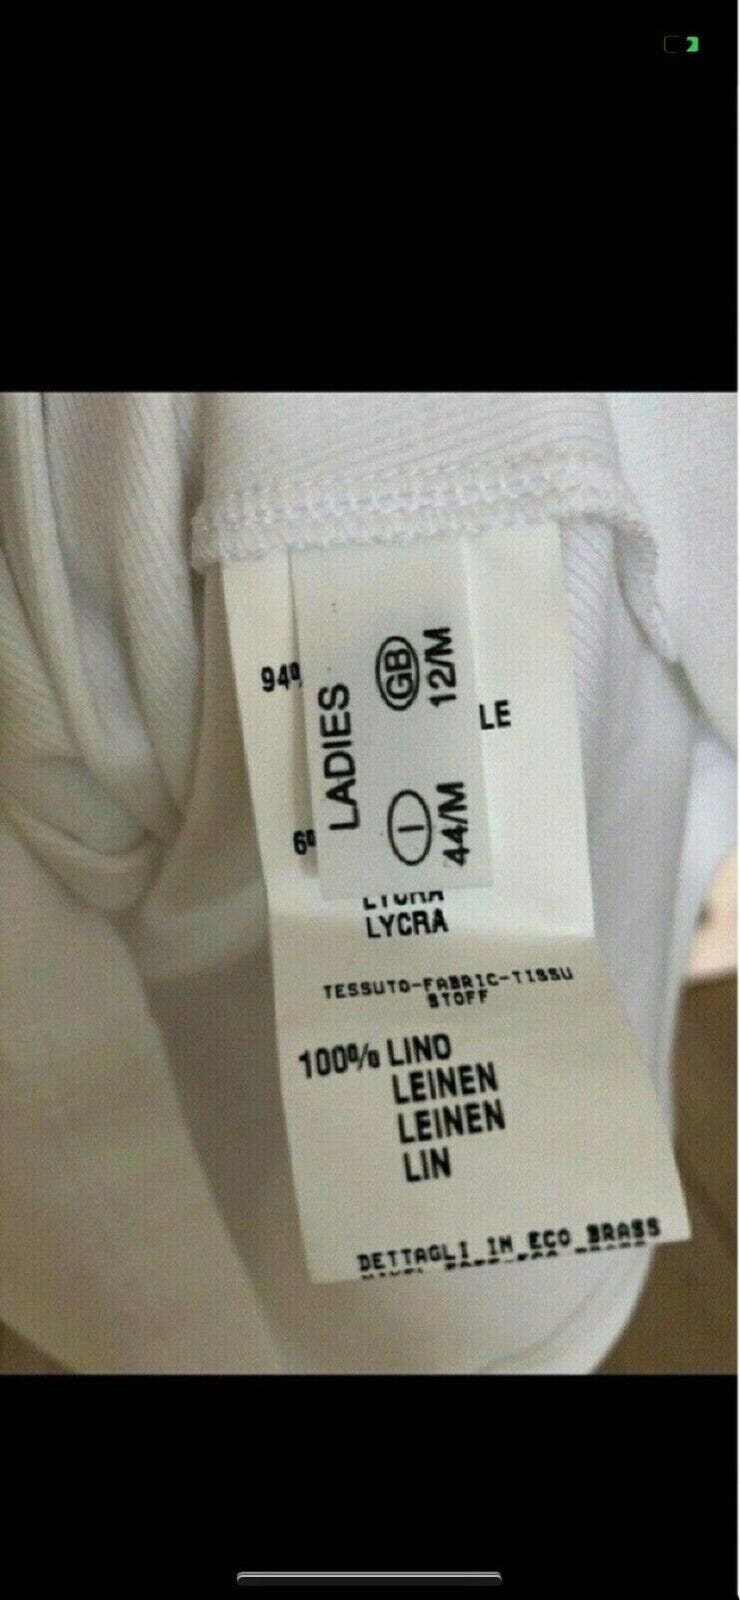 LADIES
GB
12/M
I
44/M
94%
LE
LYCRA
LYCRA
TESSUTO-FABRIC-TISSU
STOFF
100% LINO
LEINEN
LEINEN
LIN
DETTAGLI IN ECO BRASS